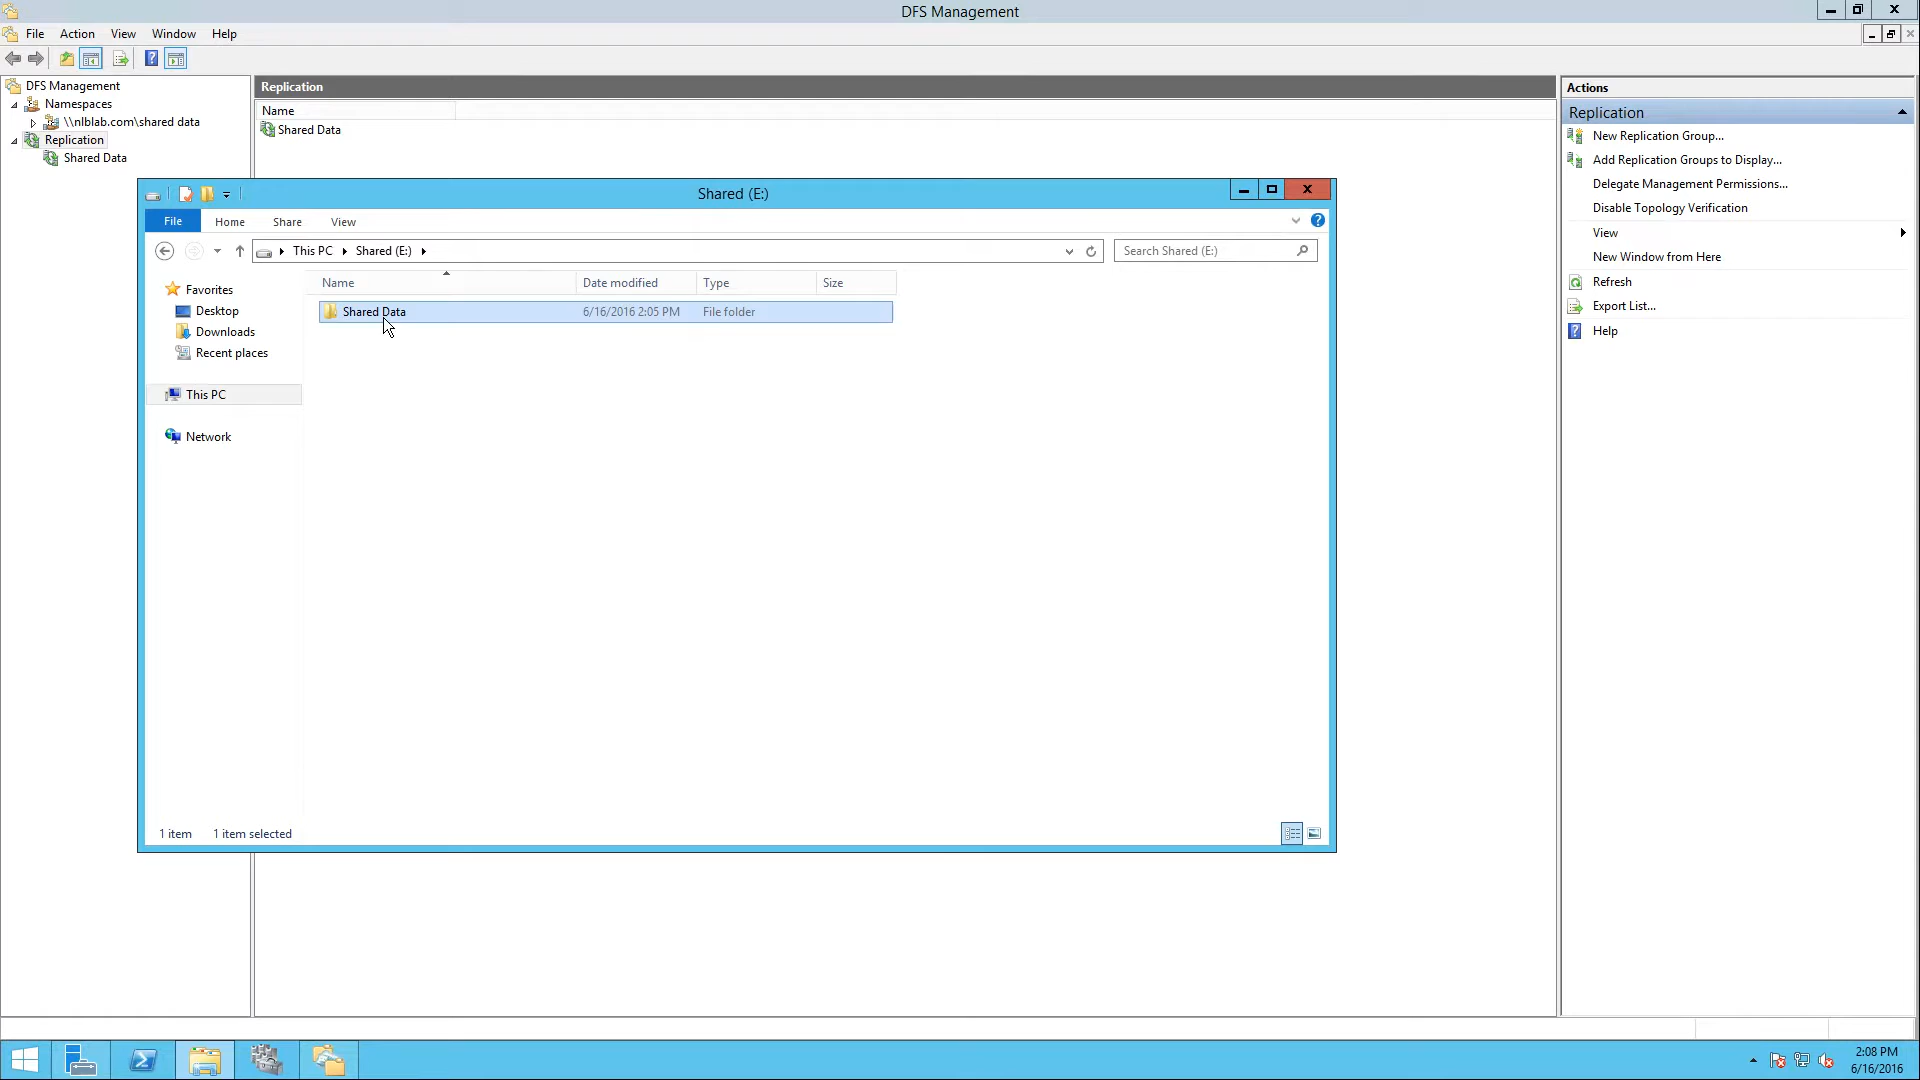 DFS Management
File Action View Window Help
DFS Management
Namespaces
\\nlblab.com\shared data
Replication
Shared Data
Replication
Name
Shared Data
Shared (E:)
File Home Share View
This PC Shared (E:)
Search Shared (E:)
Name Date modified Type Size
Shared Data 6/16/2016 2:05 PM File folder
Favorites
Desktop
Downloads
Recent places
This PC
Network
1 item 1 item selected
Actions
Replication
New Replication Group...
Add Replication Groups to Display...
Delegate Management Permissions...
Disable Topology Verification
View
New Window from Here
Refresh
Export List...
Help
2:08 PM
6/16/2016